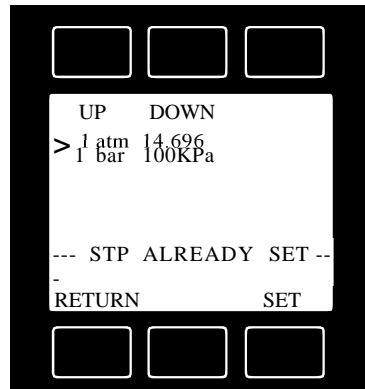 UP DOWN
> 1 atm 14.696
1 bar 100KPa
--- STP ALREADY SET --
-
RETURN SET